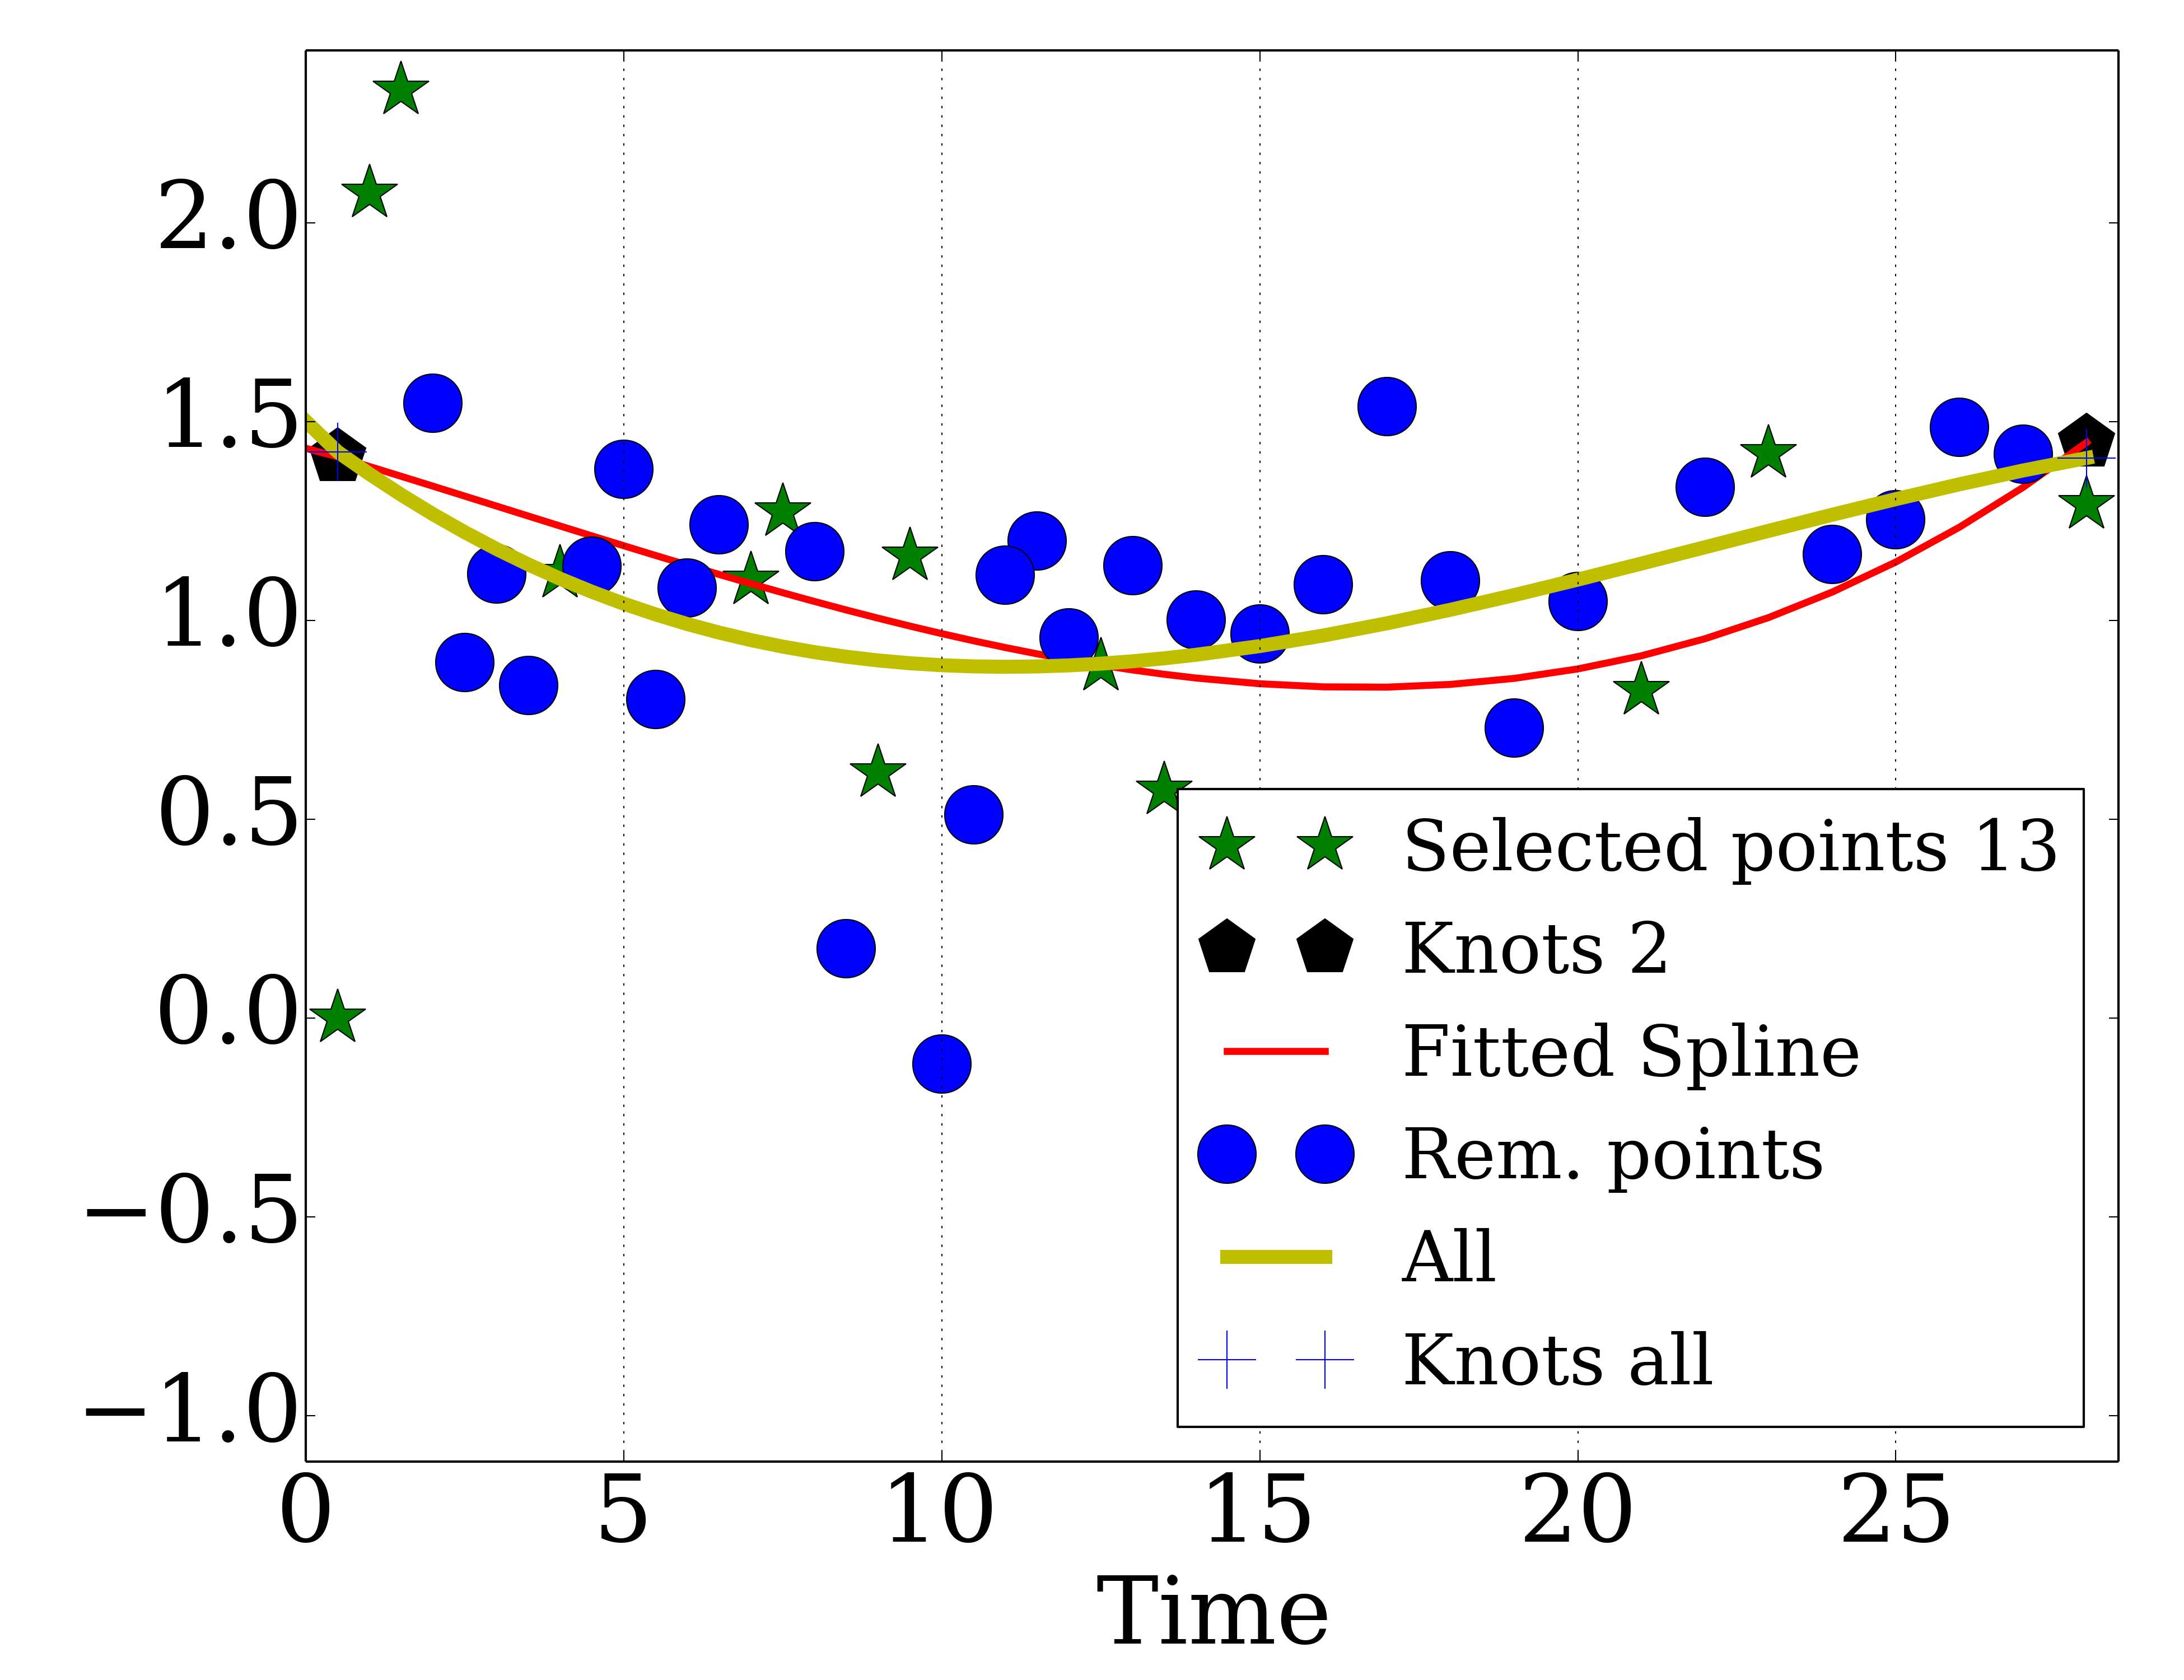 2.0
1.5
1.0
0.5
0.0
−0.5
−1.0
0 5 10 15 20 25
Time
Selected points 13
Knots 2
Fitted Spline
Rem. points
All
Knots all